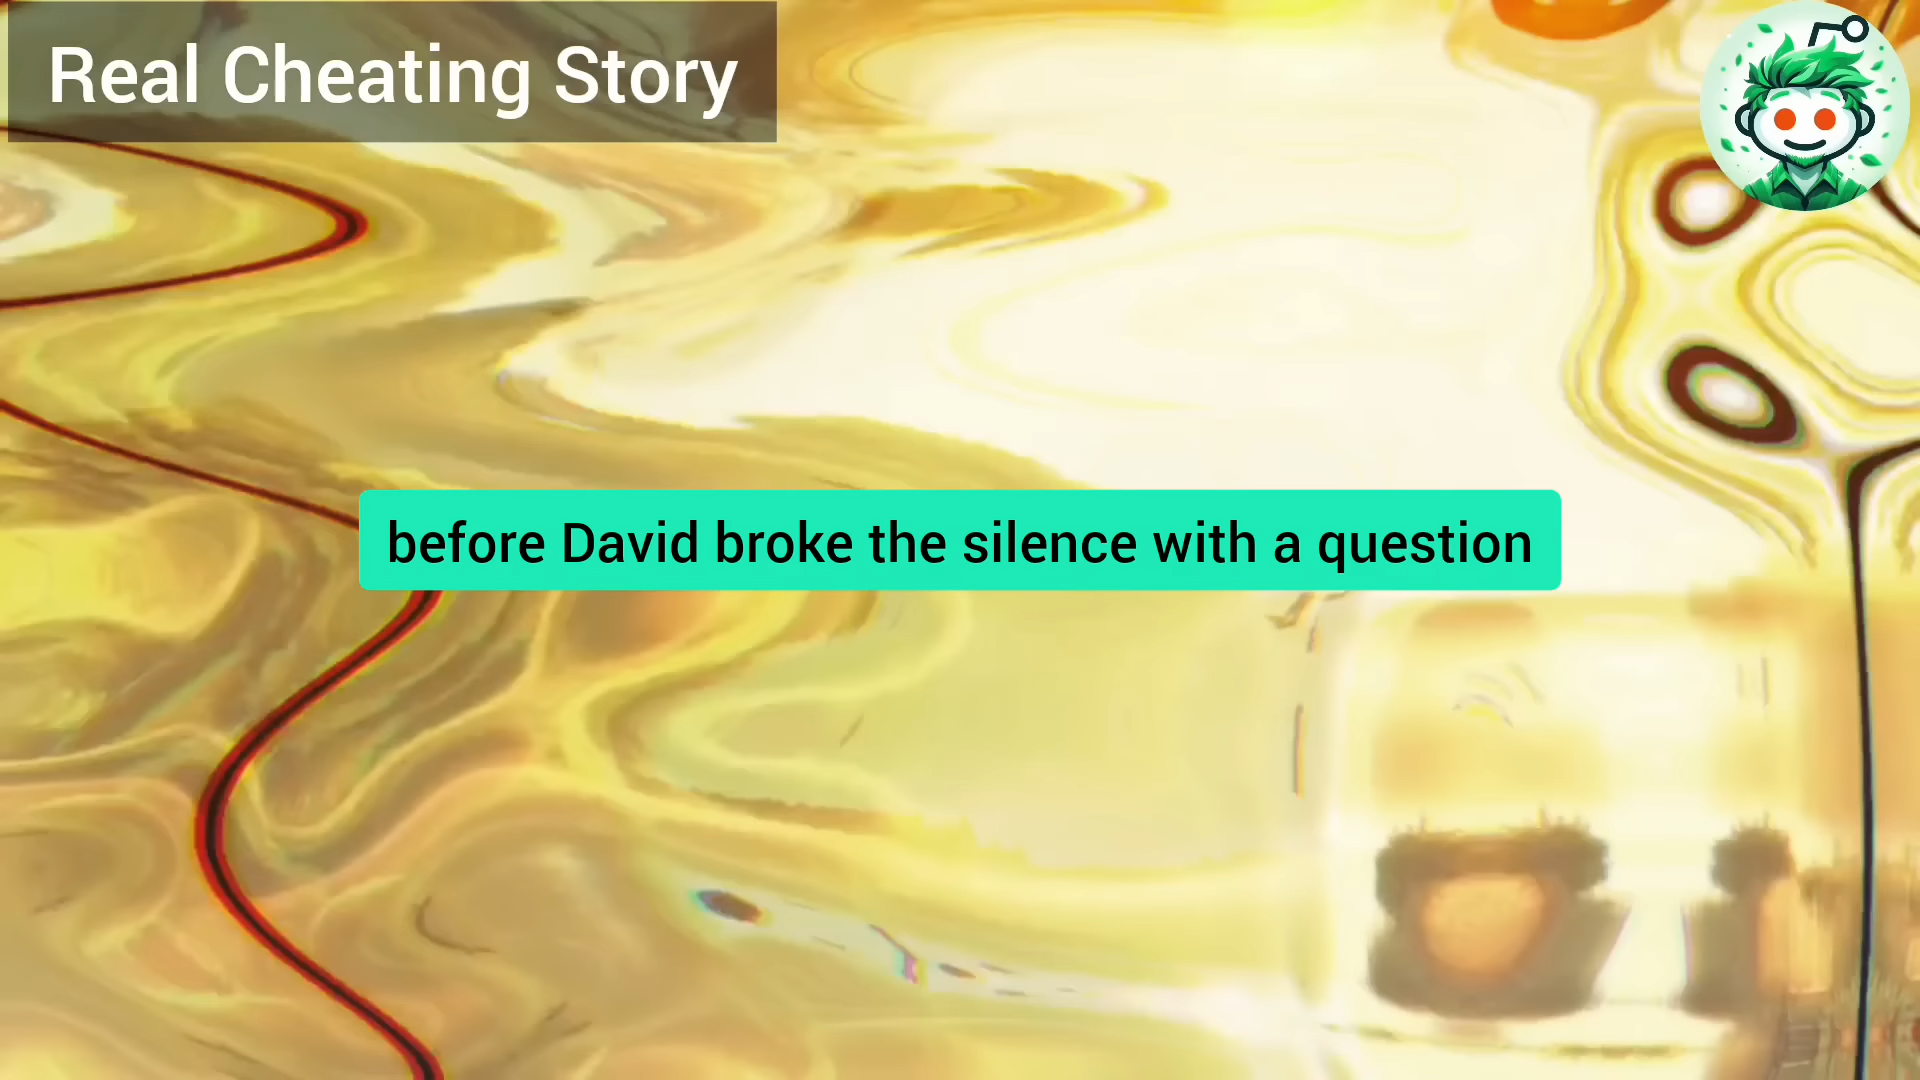 Real Cheating Story
before David broke the silence with a question